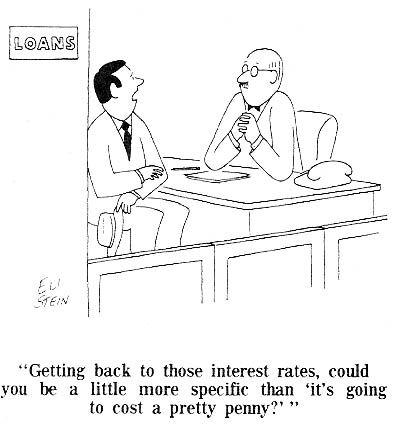 LOANS
ELI
STEIN
“Getting back to those interest rates, could
you be a little more specific than ‘it’s going
to cost a pretty penny?’ ”